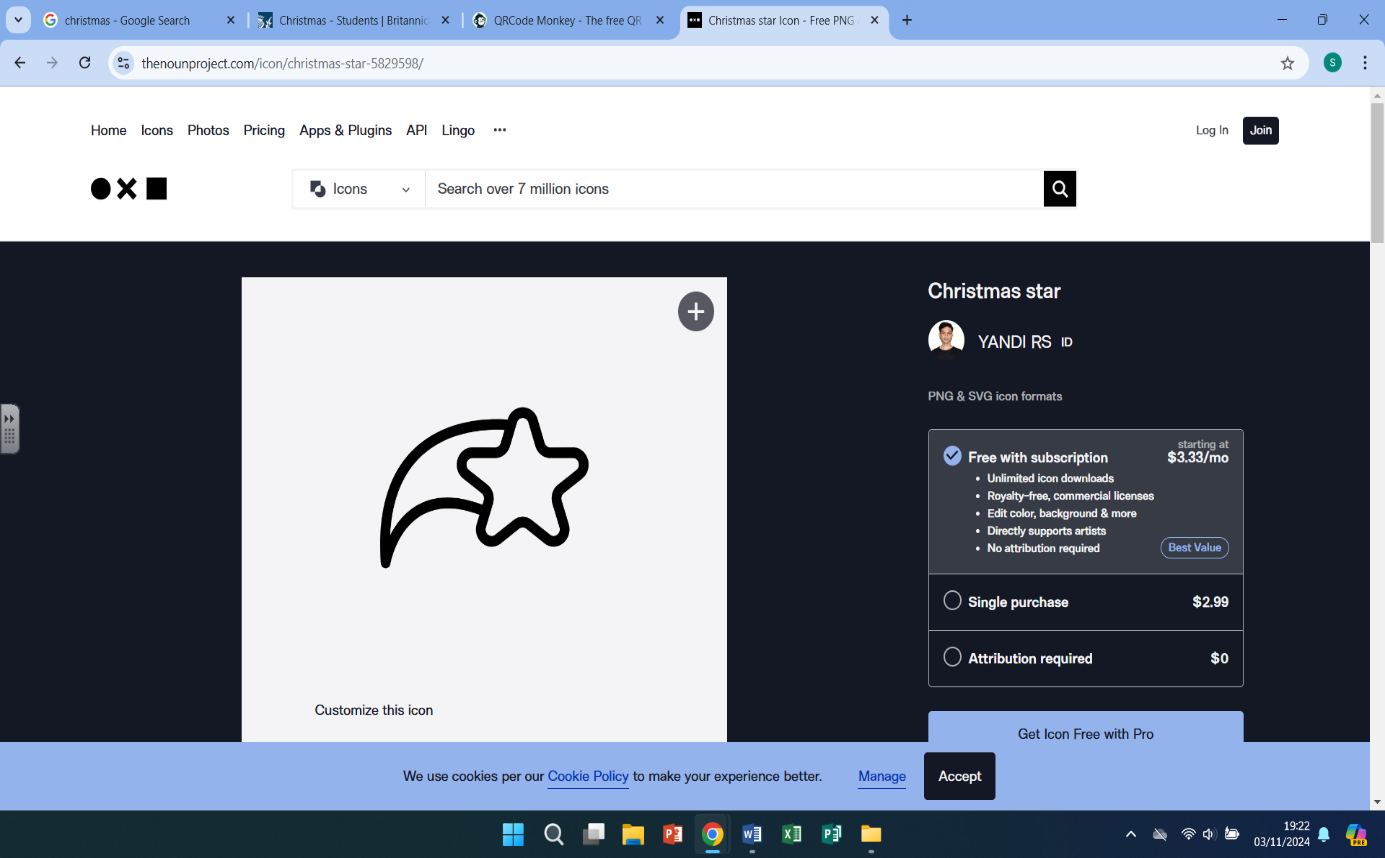 christmas - Google Search
Christmas - Students | Britannic
QRCode Monkey - The free QR
Christmas star Icon - Free PNG
thenounproject.com/icon/christmas-star-5829598/
S
Home Icons Photos Pricing Apps & Plugins API Lingo
Log In Join
Icons
Search over 7 million icons
Christmas star
YANDI RS ID
PNG & SVG icon formats
starting at
Free with subscription $3.33/mo
• Unlimited icon downloads
• Royalty-free, commercial licenses
• Edit color, background & more
• Directly supports artists
• No attribution required
Best Value
Single purchase $2.99
Attribution required $0
Customize this icon
Get Icon Free with Pro
We use cookies per our Cookie Policy to make your experience better. Manage Accept
19:22
03/11/2024